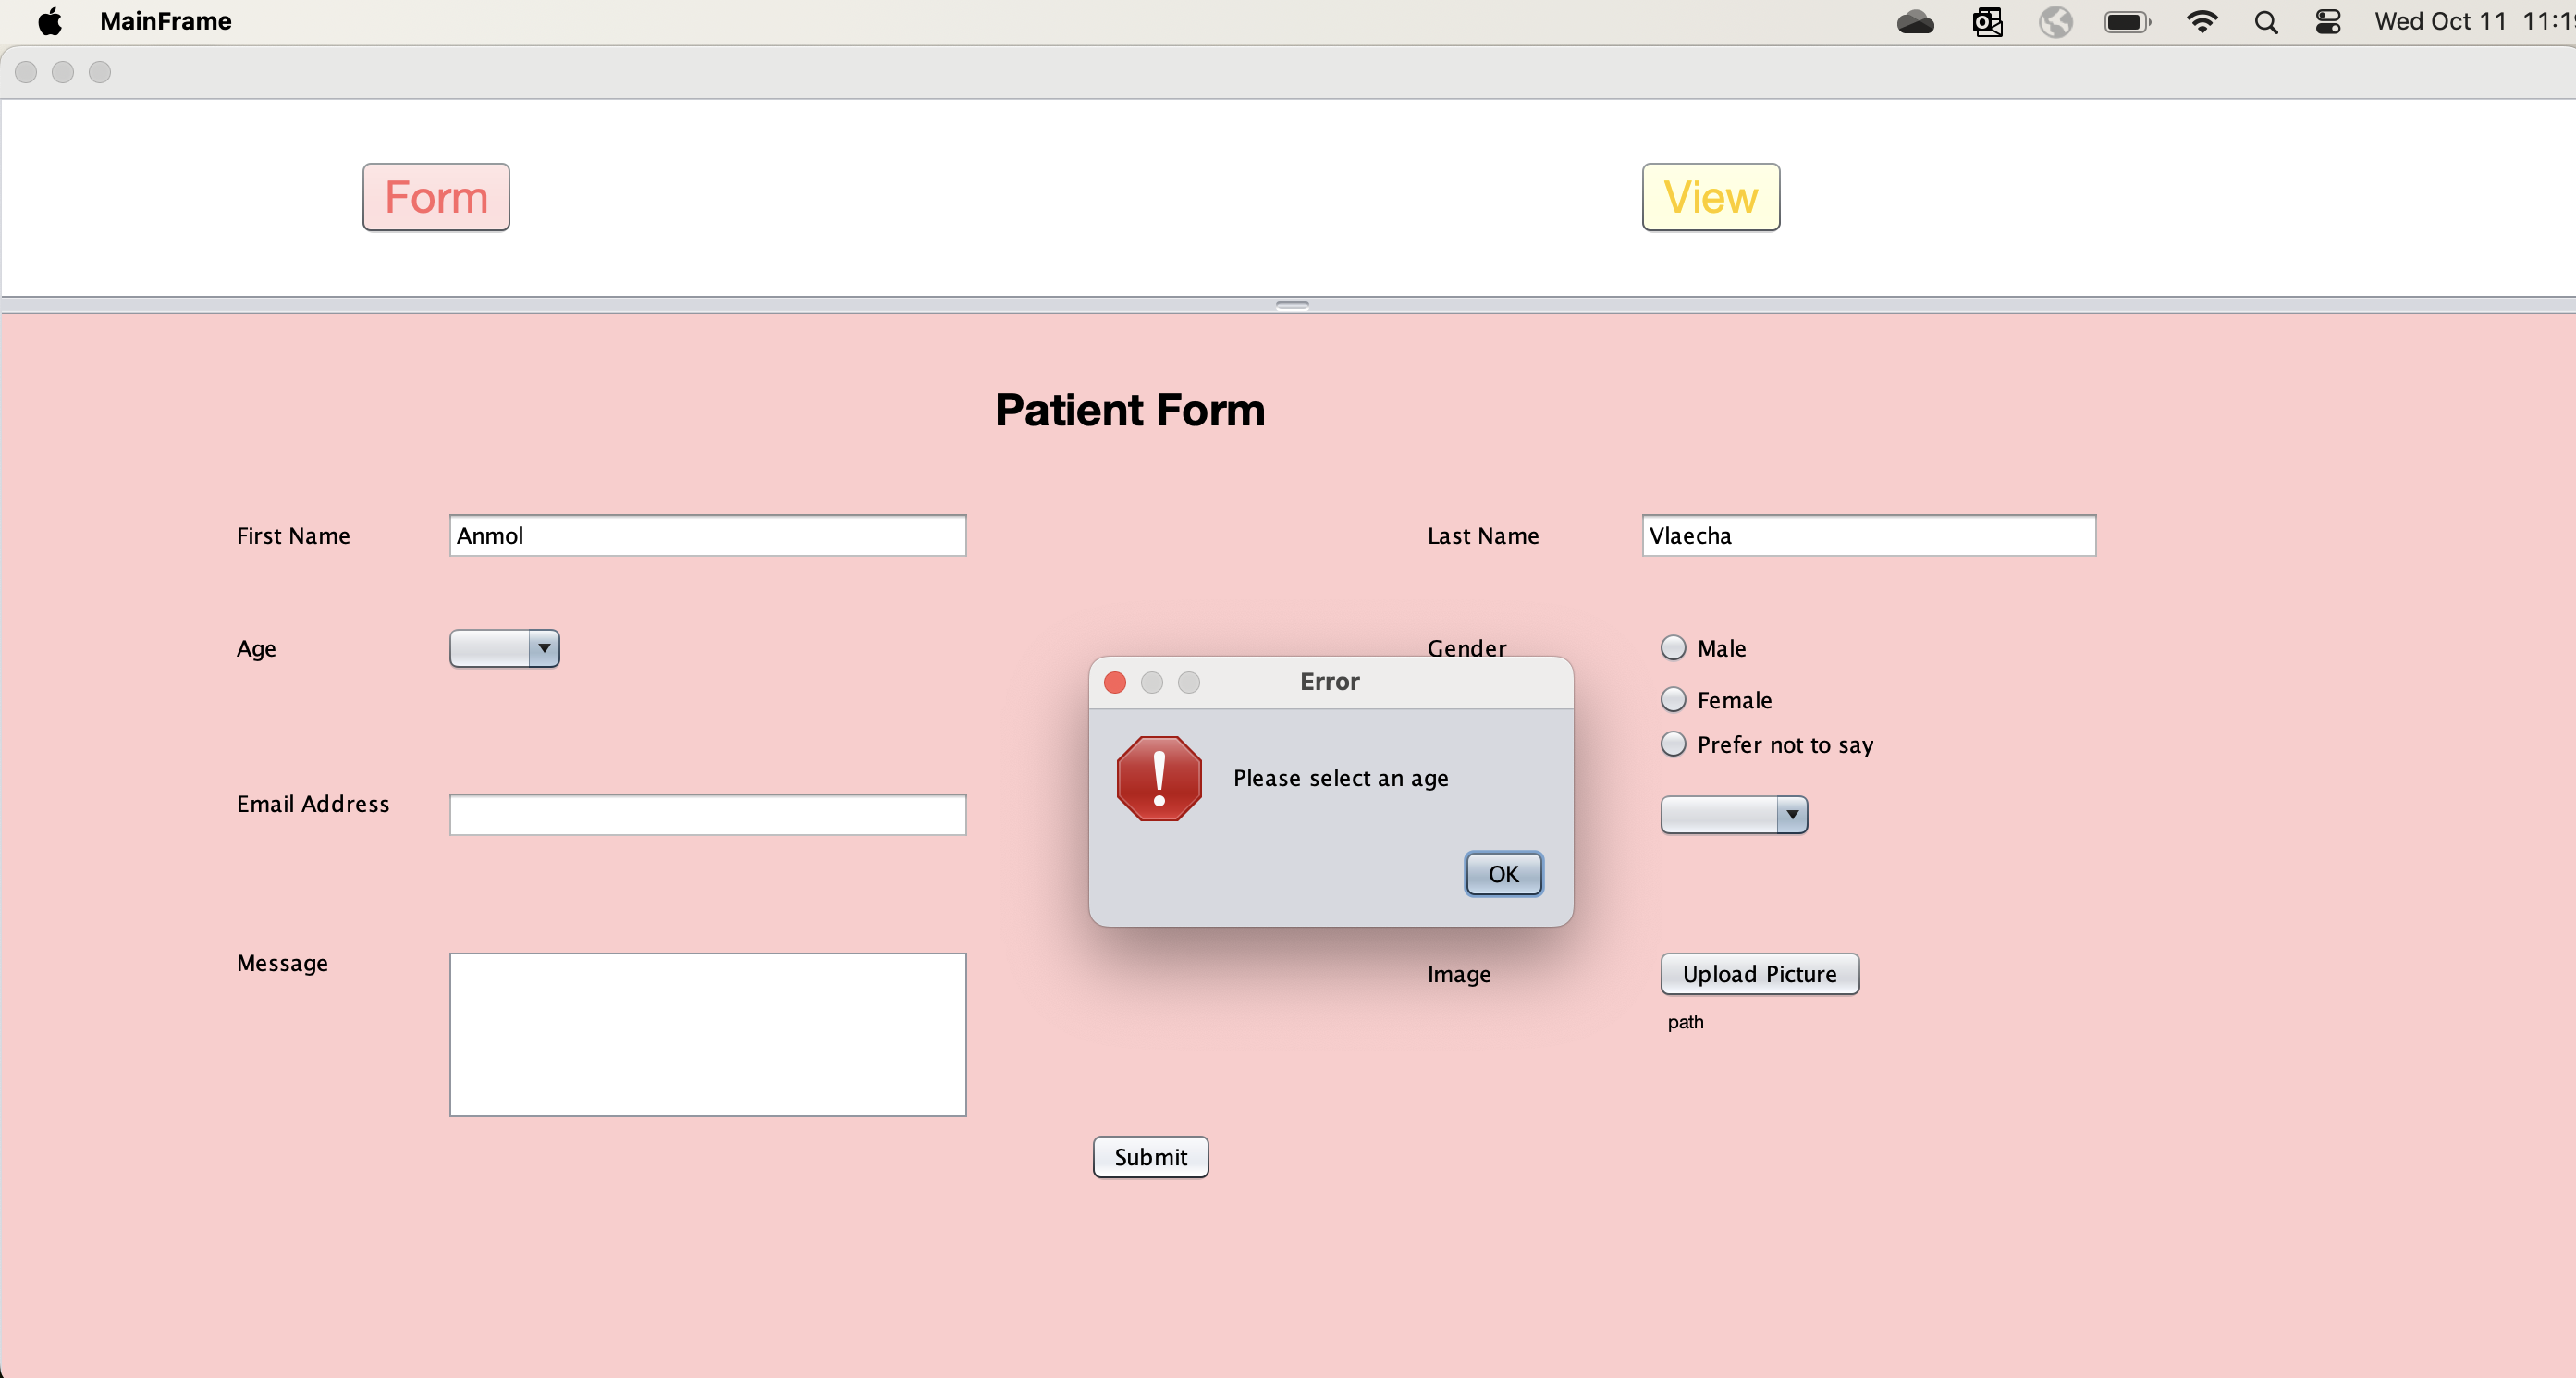 MainFrame
Wed Oct 11 11:1
Form
View
Patient Form
First Name
Anmol
Last Name
Vlaecha
Age
Gender
Male
Female
Prefer not to say
Error
Please select an age
OK
Email Address
Message
Image
Upload Picture
path
Submit